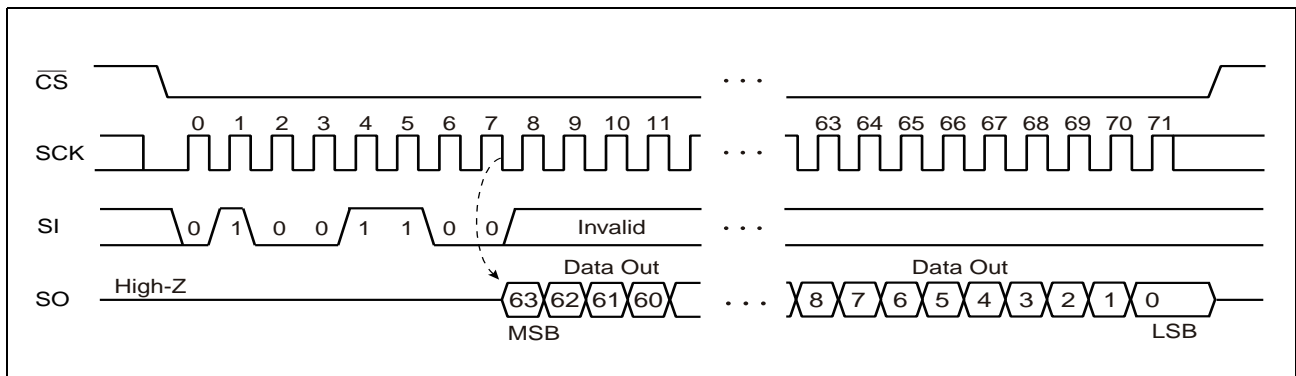 CS . . .
0 1 2 3 4 5 6 7 8 9 10 11 63 64 65 66 67 68 69 70 71
SCK . . .
SI 0 1 0 0 1 1 0 0 Invalid . . .
High-Z Data Out Data Out
SO 63 62 61 60 . . . 8 7 6 5 4 3 2 1 0
MSB LSB